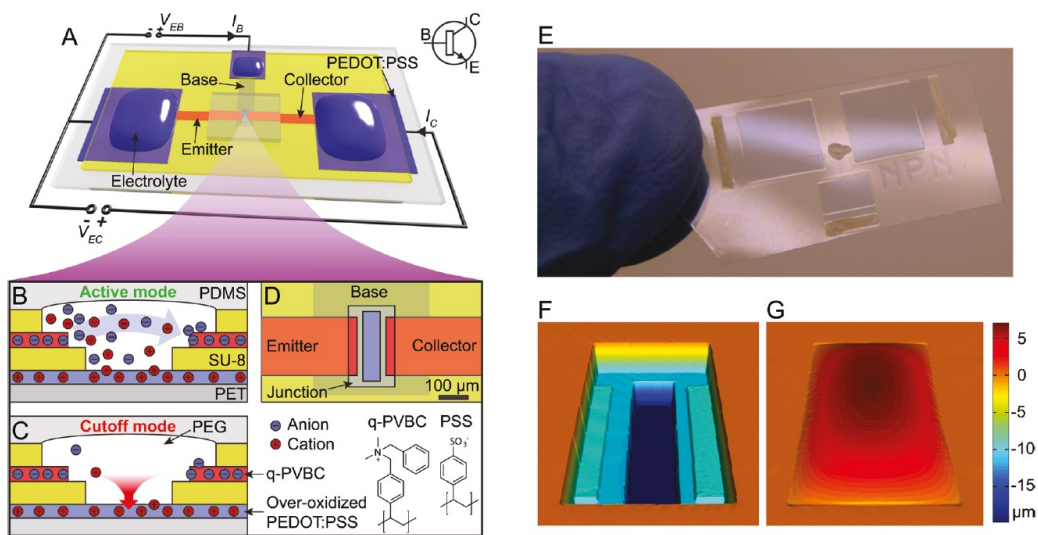 A
V_EB
- +
I_B
C
B
E
PEDOT:PSS
Base
Collector
I_C
Emitter
Electrolyte
- +
V_EC
B
Active mode
PDMS
SU-8
PET
C
Cutoff mode
PEG
q-PVBC
Over-oxidized
PEDOT:PSS
D
Base
Emitter
Collector
Junction
100 µm
Anion
Cation
q-PVBC
PSS
N
+
SO₃⁻
E
NPN
F
G
5
0
-5
-10
-15
µm